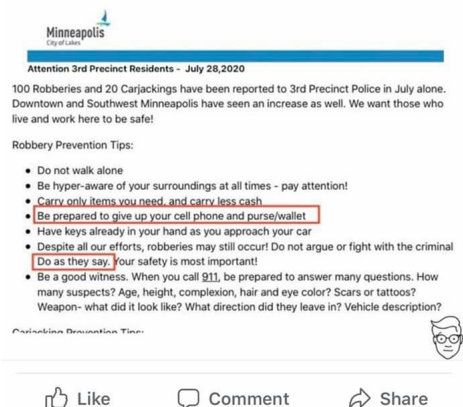 Minneapolis
City of Lakes
Attention 3rd Precinct Residents - July 28,2020
100 Robberies and 20 Carjackings have been reported to 3rd Precinct Police in July alone.
Downtown and Southwest Minneapolis have seen an increase as well. We want those who
live and work here to be safe!
Robbery Prevention Tips:
• Do not walk alone
• Be hyper-aware of your surroundings at all times - pay attention!
• Carry only items you need, and carry less cash
• Be prepared to give up your cell phone and purse/wallet
• Have keys already in your hand as you approach your car
• Despite all our efforts, robberies may still occur! Do not argue or fight with the criminal
Do as they say. Your safety is most important!
• Be a good witness. When you call 911, be prepared to answer many questions. How
many suspects? Age, height, complexion, hair and eye color? Scars or tattoos?
Weapon- what did it look like? What direction did they leave in? Vehicle description?
Carjacking Prevention Tips:
Like Comment Share